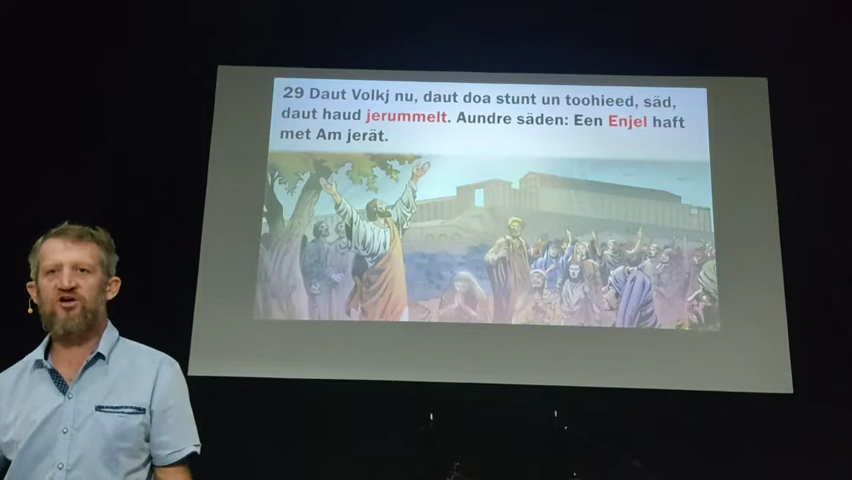 29 Daut Volkj nu, daut doa stunt un toohieed, säd,
daut haud jerummelt. Aundre säden: Een Enjel haft
met Am jerät.